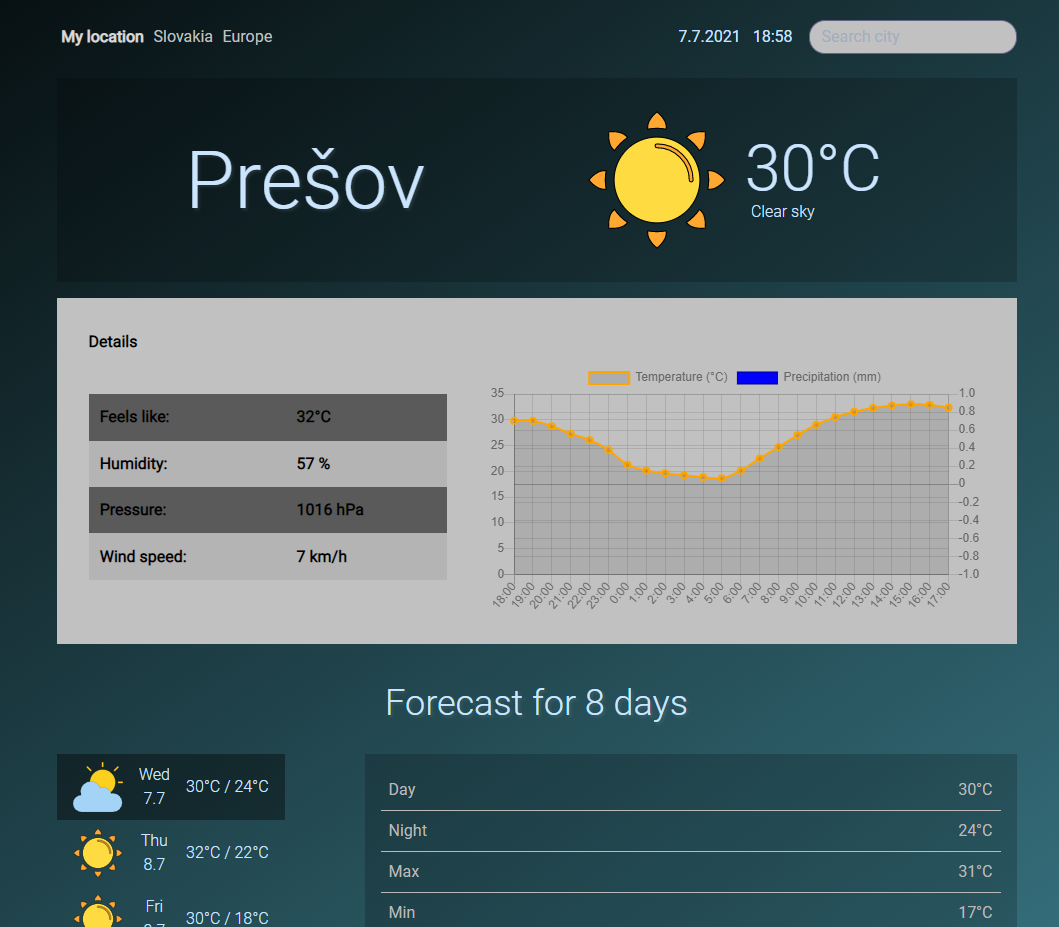 My location Slovakia Europe 7.7.2021 18:58 Search city
Prešov
30°C
Clear sky
Details
Feels like: 32°C
Humidity: 57 %
Pressure: 1016 hPa
Wind speed: 7 km/h
Temperature (°C) Precipitation (mm)
35
30
25
20
15
10
5
0
1.0
0.8
0.6
0.4
0.2
0
-0.2
-0.4
-0.6
-0.8
-1.0
18:00 19:00 20:00 21:00 22:00 23:00 0:00 1:00 2:00 3:00 4:00 5:00 6:00 7:00 8:00 9:00 10:00 11:00 12:00 13:00 14:00 15:00 16:00 17:00
Forecast for 8 days
Wed
7.7
30°C / 24°C
Thu
8.7
32°C / 22°C
Fri
30°C / 18°C
Day 30°C
Night 24°C
Max 31°C
Min 17°C